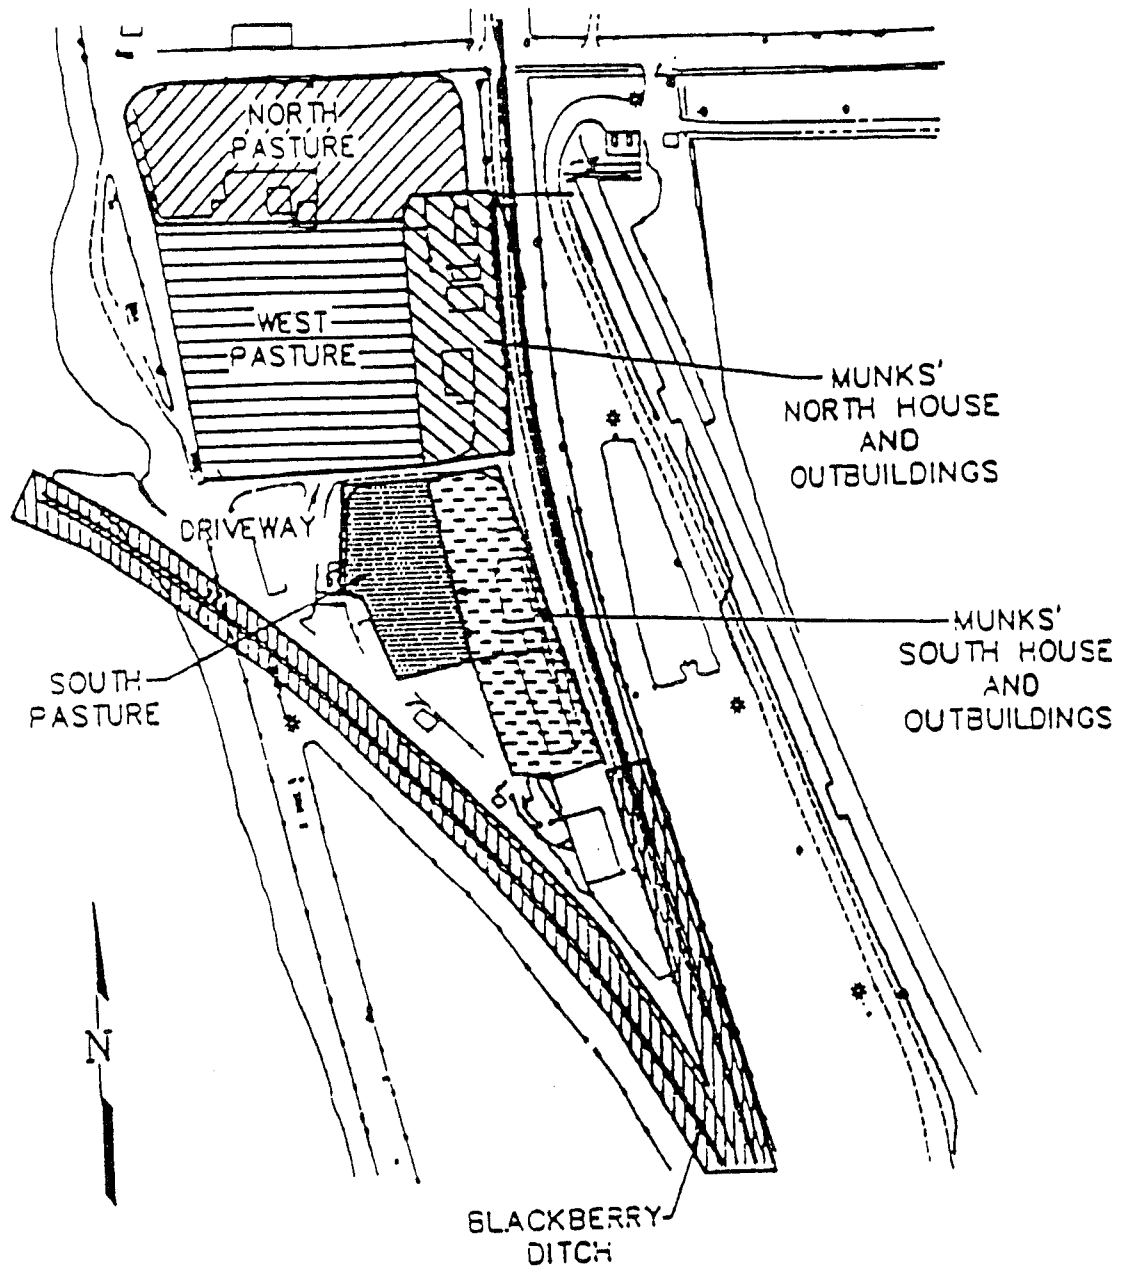 NORTH
PASTURE
WEST
PASTURE
MUNKS'
NORTH HOUSE
AND
OUTBUILDINGS
DRIVEWAY
MUNKS'
SOUTH HOUSE
AND
OUTBUILDINGS
SOUTH
PASTURE
N
BLACKBERRY
DITCH